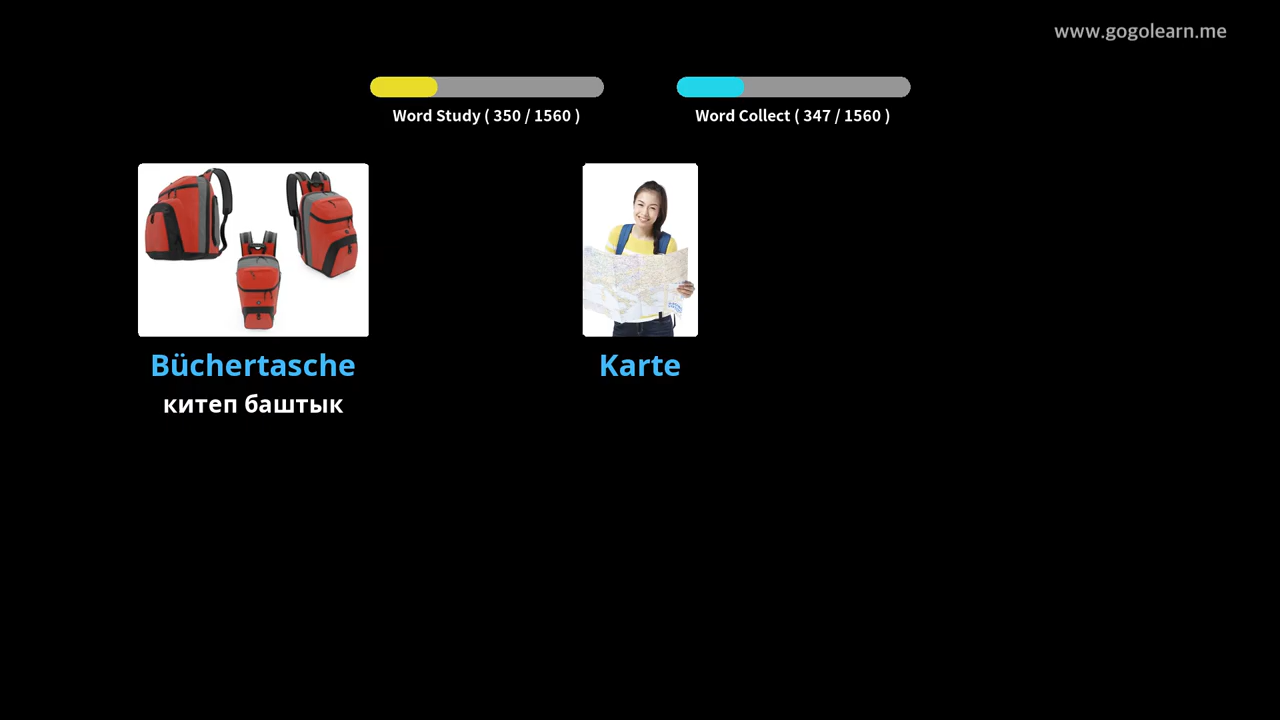 www.gogolearn.me
Word Study ( 350 / 1560 )
Word Collect ( 347 / 1560 )
Büchertasche
Karte
китеп баштык